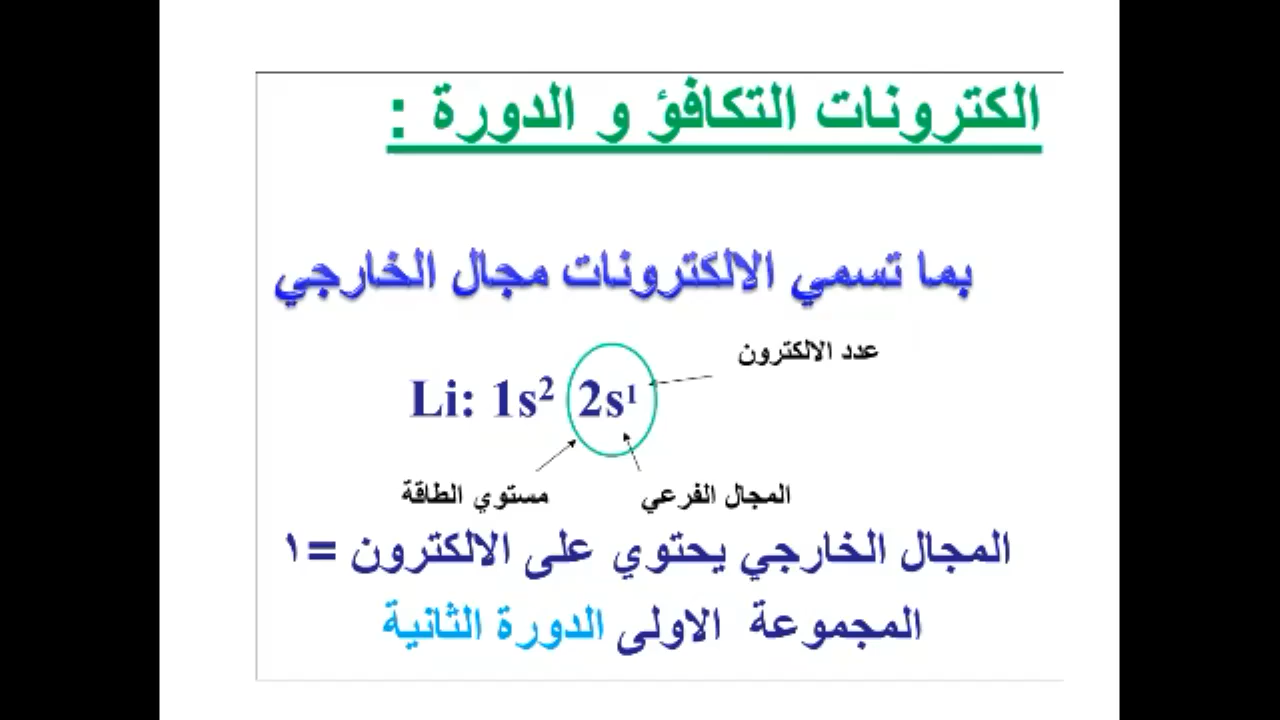 الكترونات التكافؤ و الدورة :
بما تسمي الالكترونات مجال الخارجي
عدد الالكترون
Li: 1s² 2s¹
المجال الفرعي
مستوي الطاقة
المجال الخارجي يحتوي على الالكترون =١
المجموعة الاولى الدورة الثانية